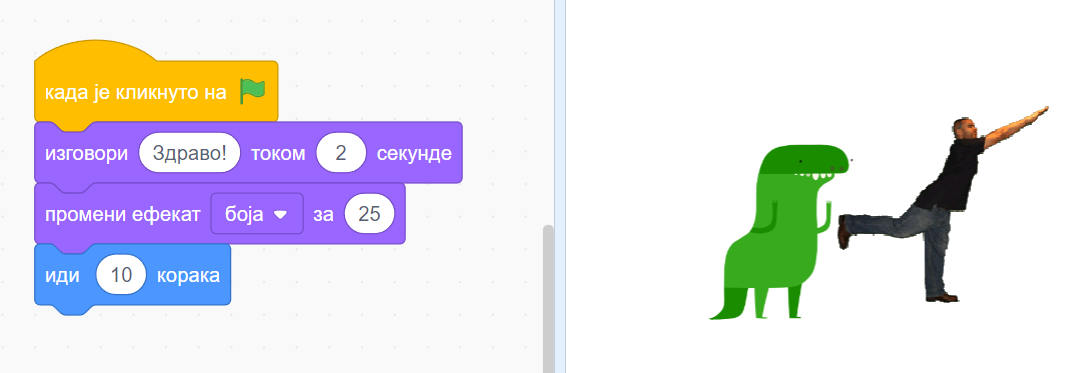 када је кликнуто на
изговори Здраво! током 2 секунде
промени ефекат боја за 25
иди 10 корака